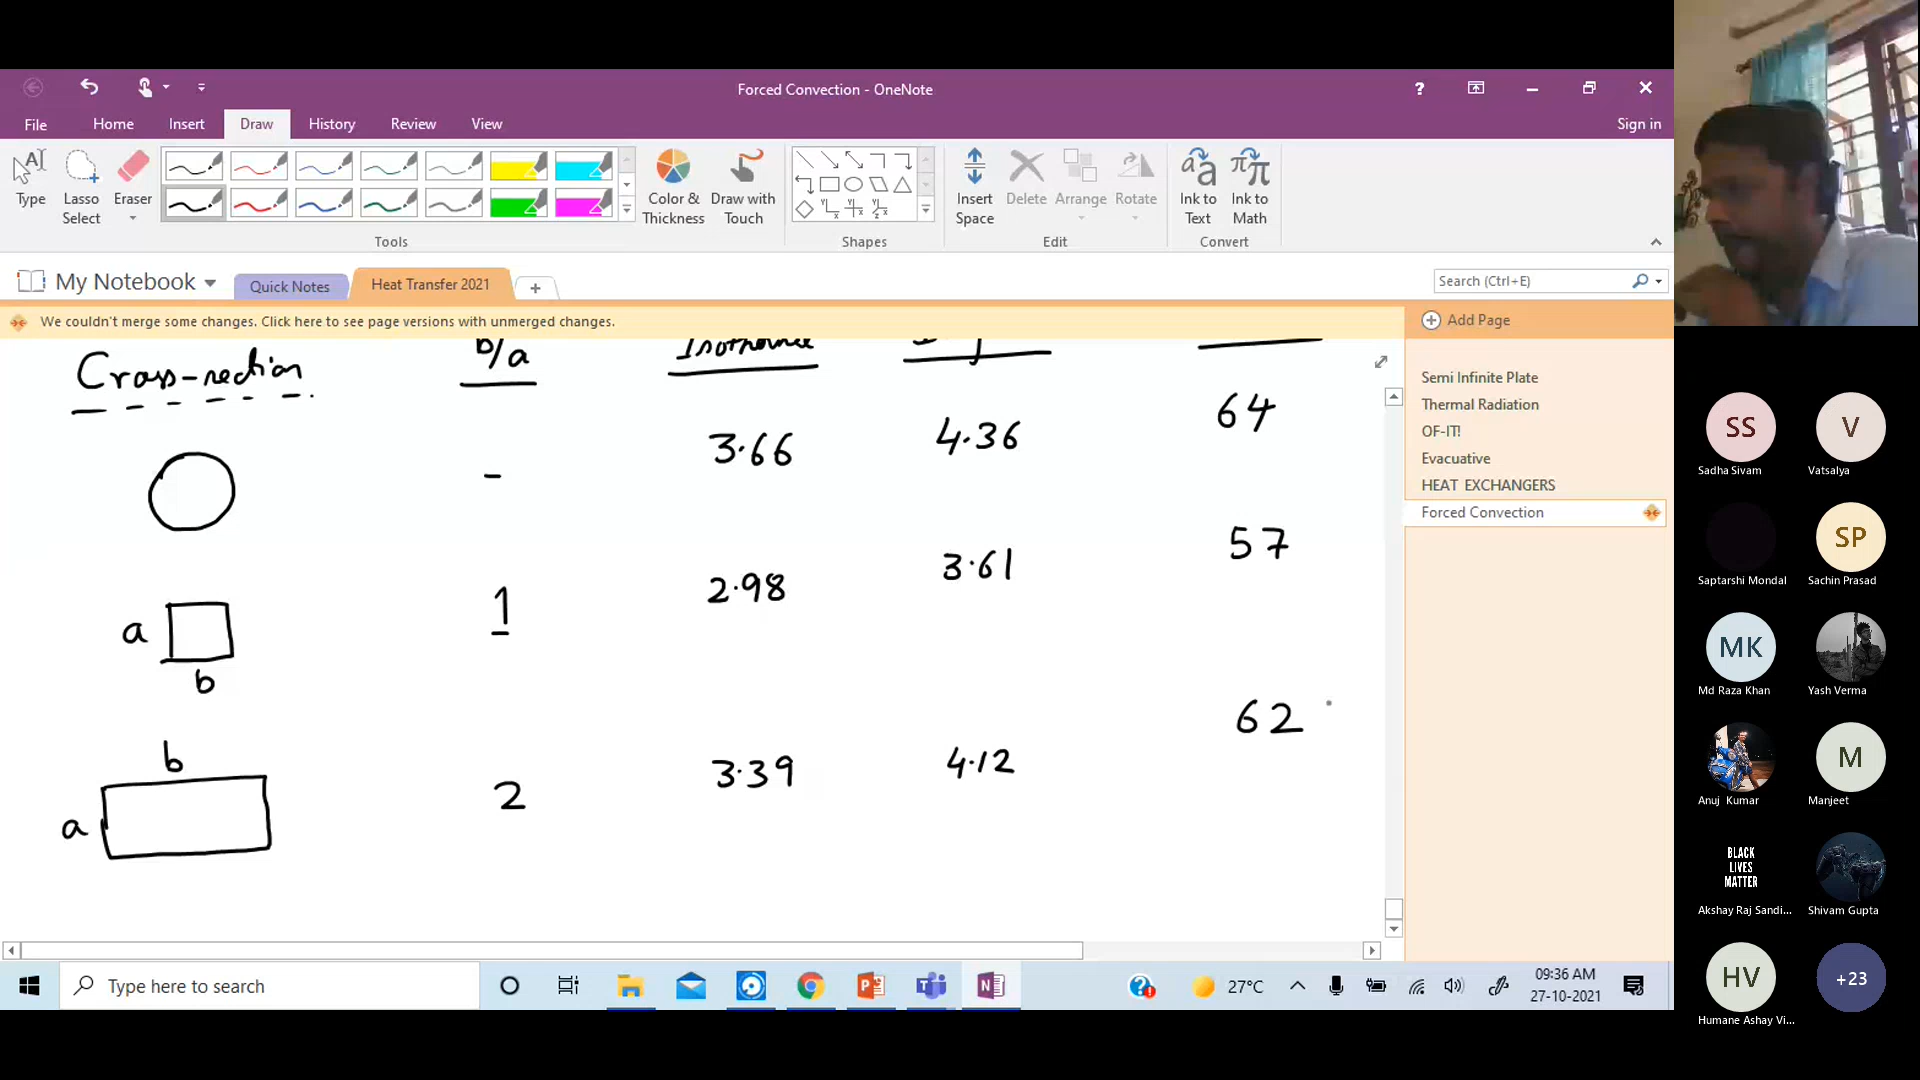 Forced Convection - OneNote
?
File
Home
Insert
Draw
History
Review
View
Sign in
Type
Lasso Select
Eraser
Color & Thickness
Draw with Touch
Insert Space
Delete
Arrange
Rotate
Ink to Text
Ink to Math
Tools
Shapes
Edit
Convert
My Notebook
Quick Notes
Heat Transfer 2021
Search (Ctrl+E)
We couldn't merge some changes. Click here to see page versions with unmerged changes.
Add Page
Semi Infinite Plate
Thermal Radiation
OF-IT!
Evacuative
HEAT EXCHANGERS
Forced Convection
Cross-section b/a
- 3.66 4.36 64
a b 1 2.98 3.61 57
b
a 2 3.39 4.12 62
Type here to search
27°C
09:36 AM
27-10-2021
SS
Sadha Sivam
V
Vatsalya
Saptarshi Mondal
SP
Sachin Prasad
MK
Md Raza Khan
Yash Verma
Anuj Kumar
M
Manjeet
BLACK
LIVES
MATTER
Akshay Raj Sandi...
Shivam Gupta
HV
Humane Ashay Vi...
+23